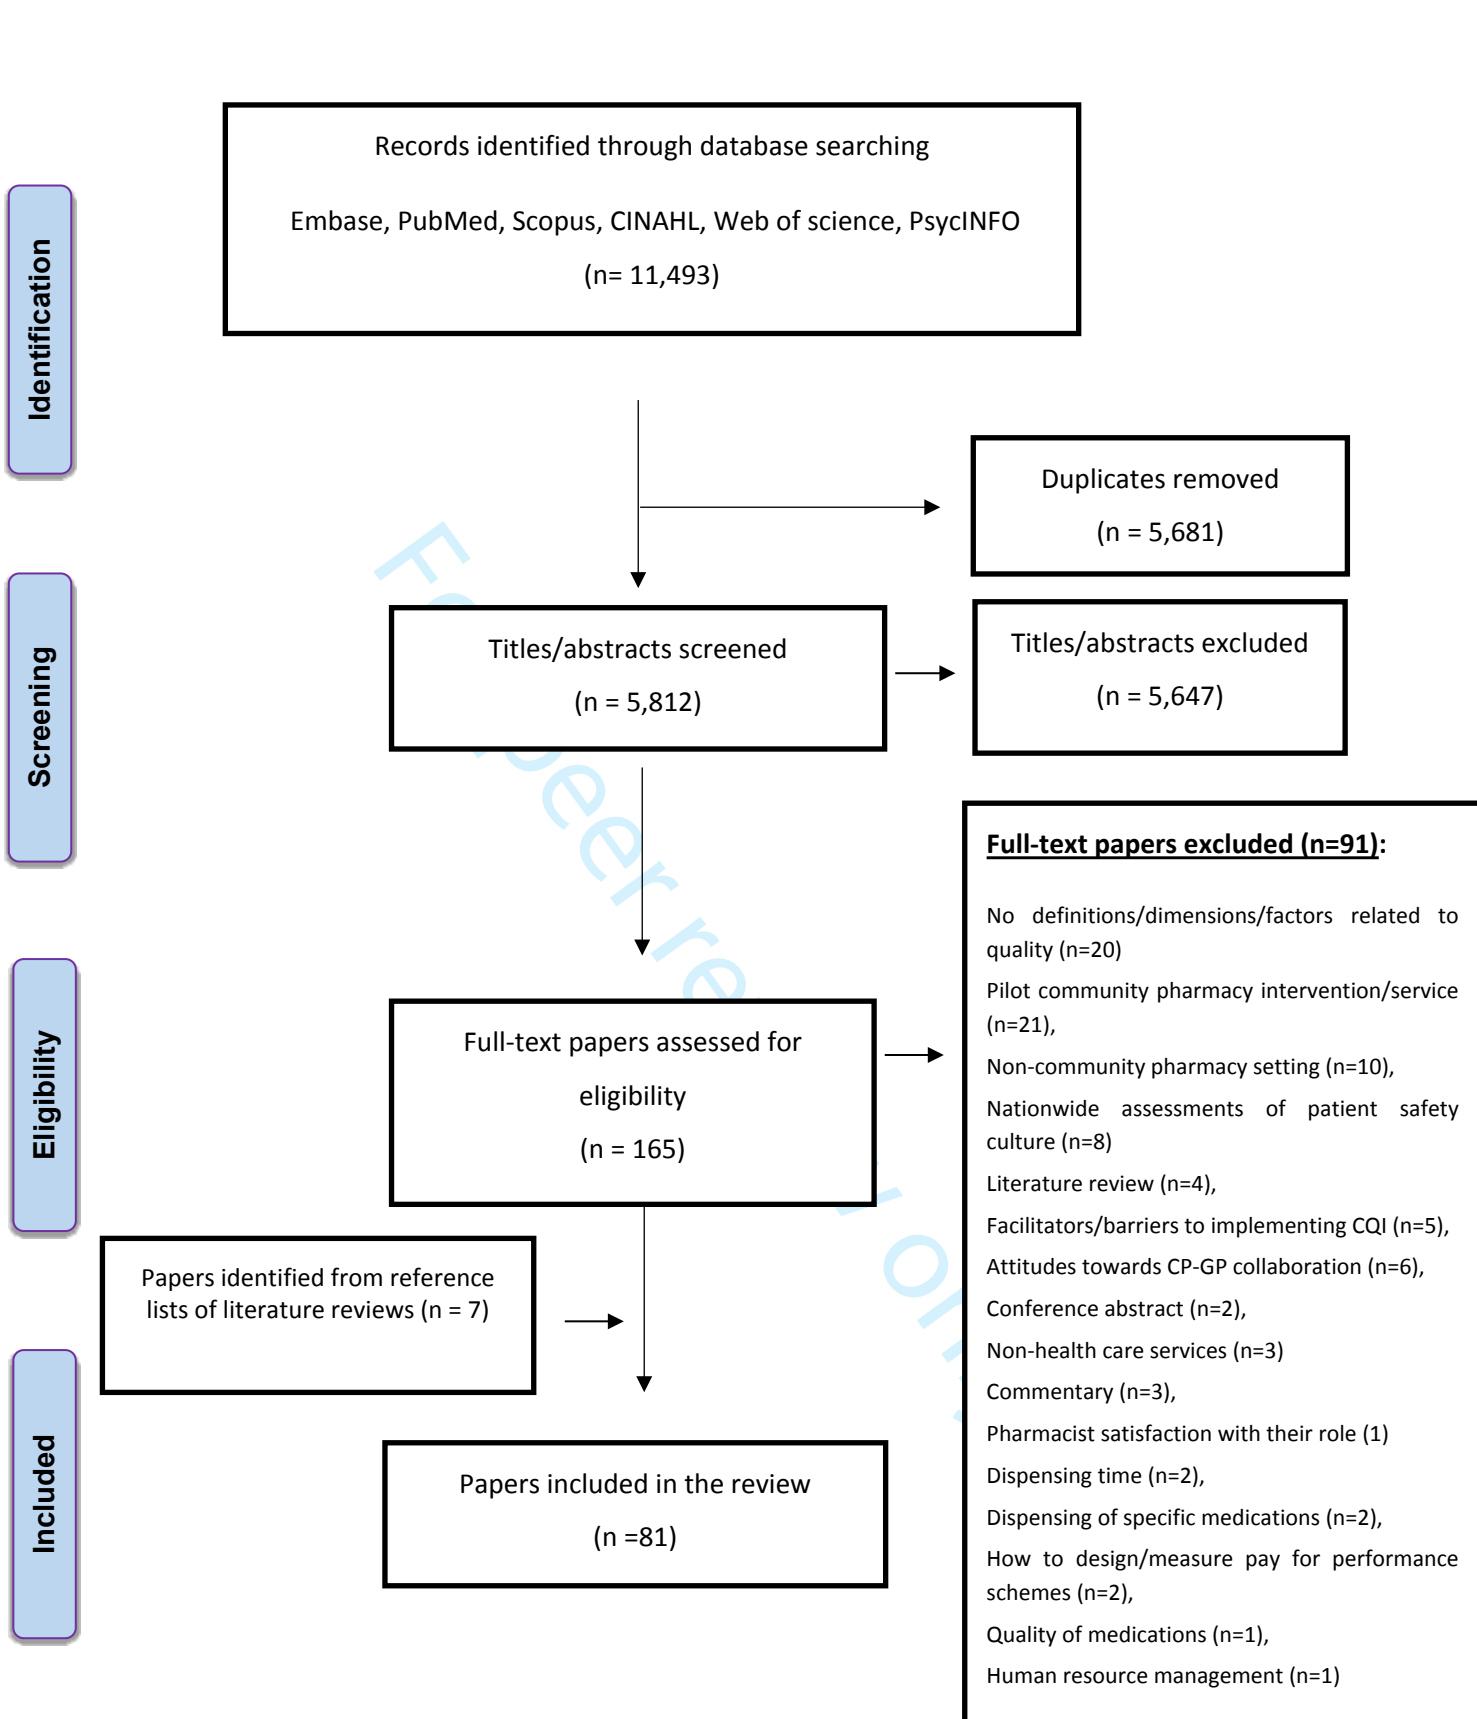 Records identified through database searching
Embase, PubMed, Scopus, CINAHL, Web of science, PsycINFO
(n= 11,493)
Identification
Duplicates removed
(n = 5,681)
Screening
Titles/abstracts screened
(n = 5,812)
Titles/abstracts excluded
(n = 5,647)
Eligibility
Full-text papers assessed for
eligibility
(n = 165)
Full-text papers excluded (n=91):
No definitions/dimensions/factors related to
quality (n=20)
Pilot community pharmacy intervention/service
(n=21),
Non-community pharmacy setting (n=10),
Nationwide assessments of patient safety
culture (n=8)
Literature review (n=4),
Facilitators/barriers to implementing CQI (n=5),
Attitudes towards CP-GP collaboration (n=6),
Conference abstract (n=2),
Non-health care services (n=3)
Commentary (n=3),
Pharmacist satisfaction with their role (1)
Dispensing time (n=2),
Dispensing of specific medications (n=2),
How to design/measure pay for performance
schemes (n=2),
Quality of medications (n=1),
Human resource management (n=1)
Papers identified from reference
lists of literature reviews (n = 7)
Included
Papers included in the review
(n =81)